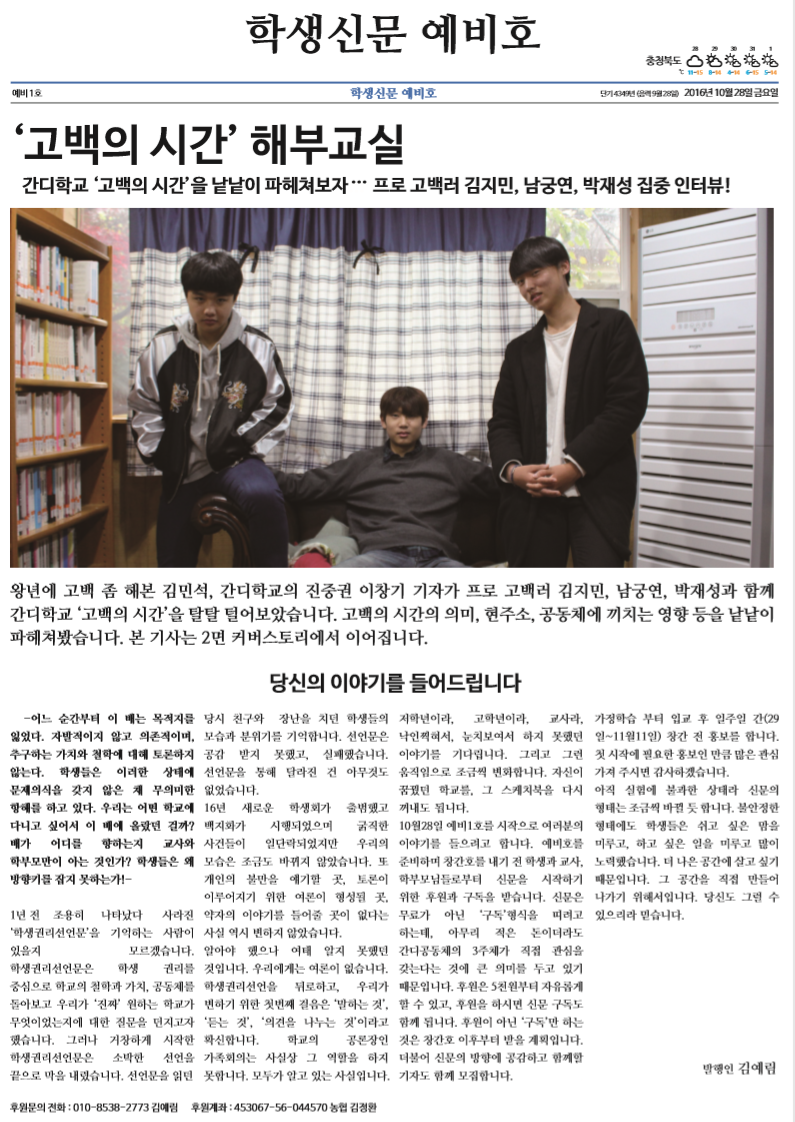 학생신문 예비호
충청북도
28 29 30 31 1
℃ 11-15 8-14 4-14 6-15 5-14
예비 1호
학생신문 예비호
단기 4349년 (음력 9월 28일) 2016년 10월 28일 금요일
‘고백의 시간’ 해부교실
간디학교 ‘고백의 시간’을 낱낱이 파헤쳐보자… 프로 고백러 김지민, 남궁연, 박재성 집중 인터뷰!
왕년에 고백 좀 해본 김민석, 간디학교의 진중권 이창기 기자가 프로 고백러 김지민, 남궁연, 박재성과 함께
간디학교 ‘고백의 시간’을 탈탈 털어보았습니다. 고백의 시간의 의미, 현주소, 공동체에 끼치는 영향 등을 낱낱이
파헤쳐봤습니다. 본 기사는 2면 커버스토리에서 이어집니다.
당신의 이야기를 들어드립니다
-어느 순간부터 이 배는 목적지를
잃었다. 자발적이지 않고 의존적이며,
추구하는 가치와 철학에 대해 토론하지
않는다. 학생들은 이러한 상태에
문제의식을 갖지 않은 채 무의미한
항해를 하고 있다. 우리는 어떤 학교에
다니고 싶어서 이 배에 올랐던 걸까?
배가 어디를 향하는지 교사와
학부모만이 아는 것인가? 학생들은 왜
방향키를 잡지 못하는가!-
1년 전 조용히 나타났다 사라진
‘학생권리선언문’을 기억하는 사람이
있을지 모르겠습니다.
학생권리선언문은 학생 권리를
중심으로 학교의 철학과 가치, 공동체를
돌아보고 우리가 ‘진짜’ 원하는 학교가
무엇이었는지에 대한 질문을 던지고자
했습니다. 그러나 거창하게 시작한
학생권리선언문은 소박한 선언을
끝으로 막을 내렸습니다. 선언문을 읽던
당시 친구와 장난을 치던 학생들의
모습과 분위기를 기억합니다. 선언문은
공감 받지 못했고, 실패했습니다.
선언문을 통해 달라진 건 아무것도
없었습니다.
16년 새로운 학생회가 출범했고
백지화가 시행되었으며 굵직한
사건들이 일단락되었지만 우리의
모습은 조금도 바뀌지 않았습니다. 또
개인의 불만을 얘기할 곳, 토론이
이루어지기 위한 여론이 형성될 곳,
약자의 이야기를 들어줄 곳이 없다는
사실 역시 변하지 않았습니다.
알아야 했으나 여태 알지 못했던
것입니다. 우리에게는 여론이 없습니다.
학생권리선언을 뒤로하고, 우리가
변하기 위한 첫번째 걸음은 ‘말하는 것’,
‘듣는 것’, ‘의견을 나누는 것’이라고
확신합니다. 학교의 공론장인
가족회의는 사실상 그 역할을 하지
못합니다. 모두가 알고 있는 사실입니다.
저학년이라, 고학년이라, 교사라,
낙인찍혀서, 눈치보여서 하지 못했던
이야기를 기다립니다. 그리고 그런
움직임으로 조금씩 변화합니다. 자신이
꿈꿨던 학교를, 그 스케치북을 다시
꺼내도 됩니다.
10월28일 예비1호를 시작으로 여러분의
이야기를 들으려고 합니다. 예비호를
준비하며 창간호를 내기 전 학생과 교사,
학부모님들로부터 신문을 시작하기
위한 후원과 구독을 받습니다. 신문은
무료가 아닌 ‘구독’형식을 띠려고
하는데, 아무리 적은 돈이더라도
간디공동체의 3주체가 직접 관심을
갖는다는 것에 큰 의미를 두고 있기
때문입니다. 후원은 5천원부터 자유롭게
할 수 있고, 후원을 하시면 신문 구독도
함께 됩니다. 후원이 아닌 ‘구독’만 하는
것은 창간호 이후부터 받을 계획입니다.
더불어 신문의 방향에 공감하고 함께할
기자도 함께 모집합니다.
가정학습 부터 입교 후 일주일 간(29
일~11월11일) 창간 전 홍보를 합니다.
첫 시작에 필요한 홍보인 만큼 많은 관심
가져 주시면 감사하겠습니다.
아직 실험에 불과한 상태라 신문의
형태는 조금씩 바뀔 듯 합니다. 불안정한
형태에도 학생들은 쉬고 싶은 맘을
미루고, 하고 싶은 일을 미루고 많이
노력했습니다. 더 나은 공간에 살고 싶기
때문입니다. 그 공간을 직접 만들어
나가기 위해서입니다. 당신도 그럴 수
있으리라 믿습니다.
발행인 김예림
후원문의 전화 : 010-8538-2773 김예림 후원계좌 : 453067-56-044570 농협 김정환